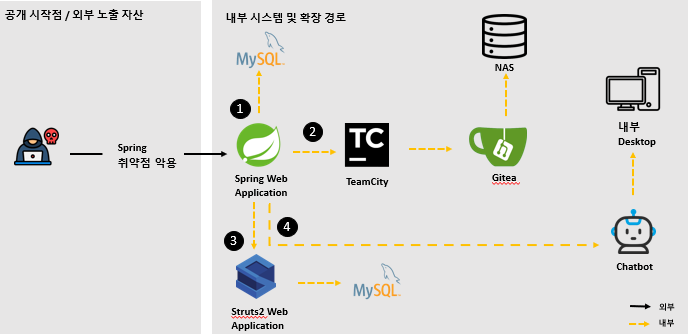 공개 시작점 / 외부 노출 자산
내부 시스템 및 확장 경로
MySQL
NAS
1
2
TC
내부
Desktop
Spring
취약점 악용
Spring Web
Application
TeamCity
Gitea
3
4
Chatbot
Struts2 Web
Application
MySQL
외부
내부